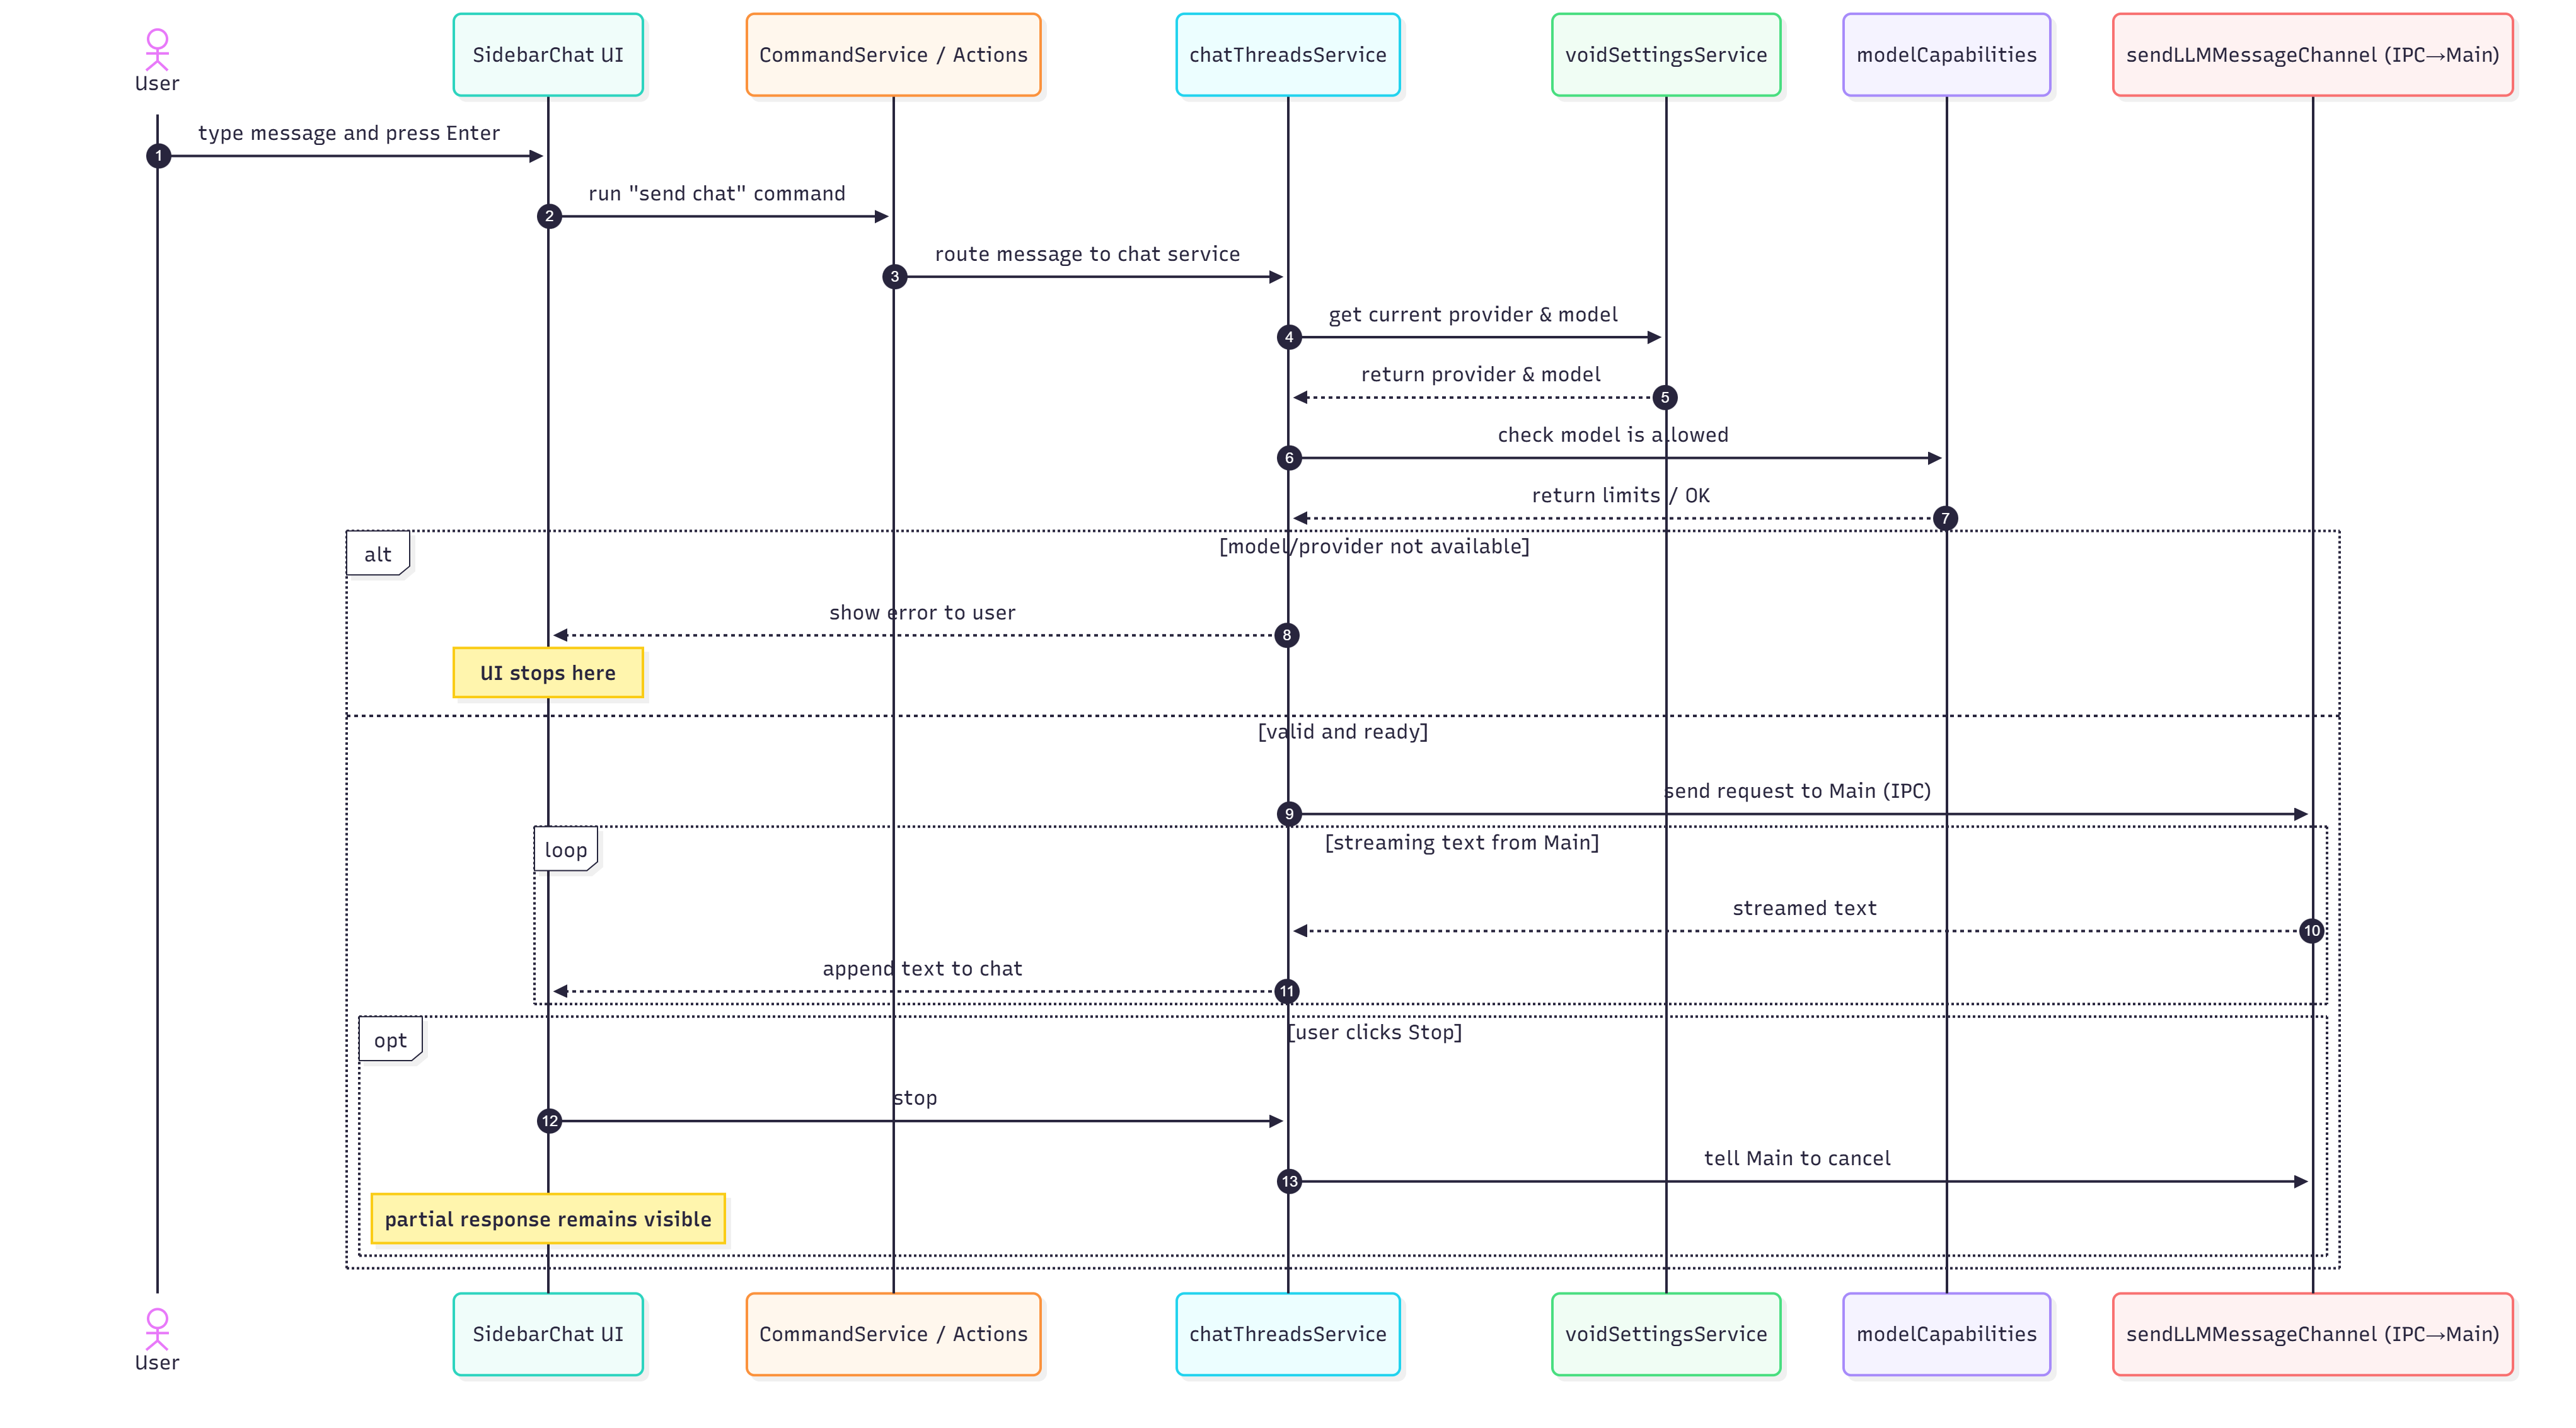 User
SidebarChat UI
CommandService / Actions
chatThreadsService
voidSettingsService
modelCapabilities
sendLLMMessageChannel (IPC→Main)
type message and press Enter
1
run "send chat" command
2
route message to chat service
3
get current provider & model
4
return provider & model
5
check model is allowed
6
return limits / OK
7
alt
[model/provider not available]
show error to user
8
UI stops here
[valid and ready]
send request to Main (IPC)
9
loop
[streaming text from Main]
streamed text
10
append text to chat
11
opt
[user clicks Stop]
stop
12
tell Main to cancel
13
partial response remains visible
User
SidebarChat UI
CommandService / Actions
chatThreadsService
voidSettingsService
modelCapabilities
sendLLMMessageChannel (IPC→Main)